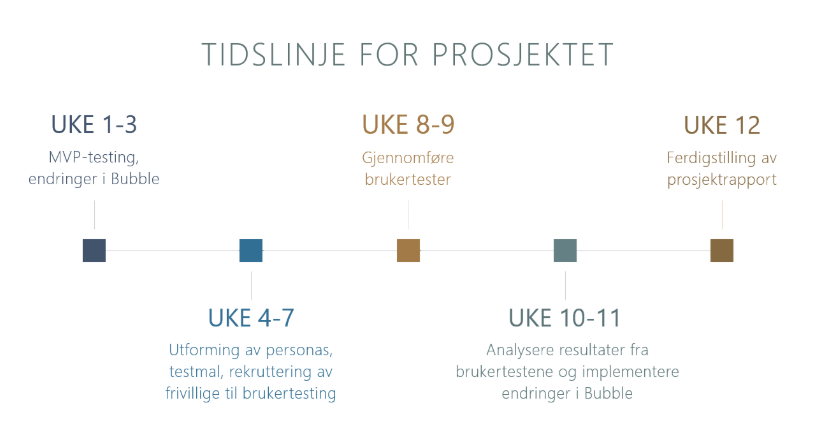 TIDSLINJE FOR PROSJEKTET
UKE 1-3
MVP-testing,
endringer i Bubble
UKE 4-7
Utforming av personas,
testmal, rekruttering av
frivillige til brukertesting
UKE 8-9
Gjennomføre
brukertester
UKE 10-11
Analysere resultater fra
brukertestene og implementere
endringer i Bubble
UKE 12
Ferdigstilling av
prosjektrapport